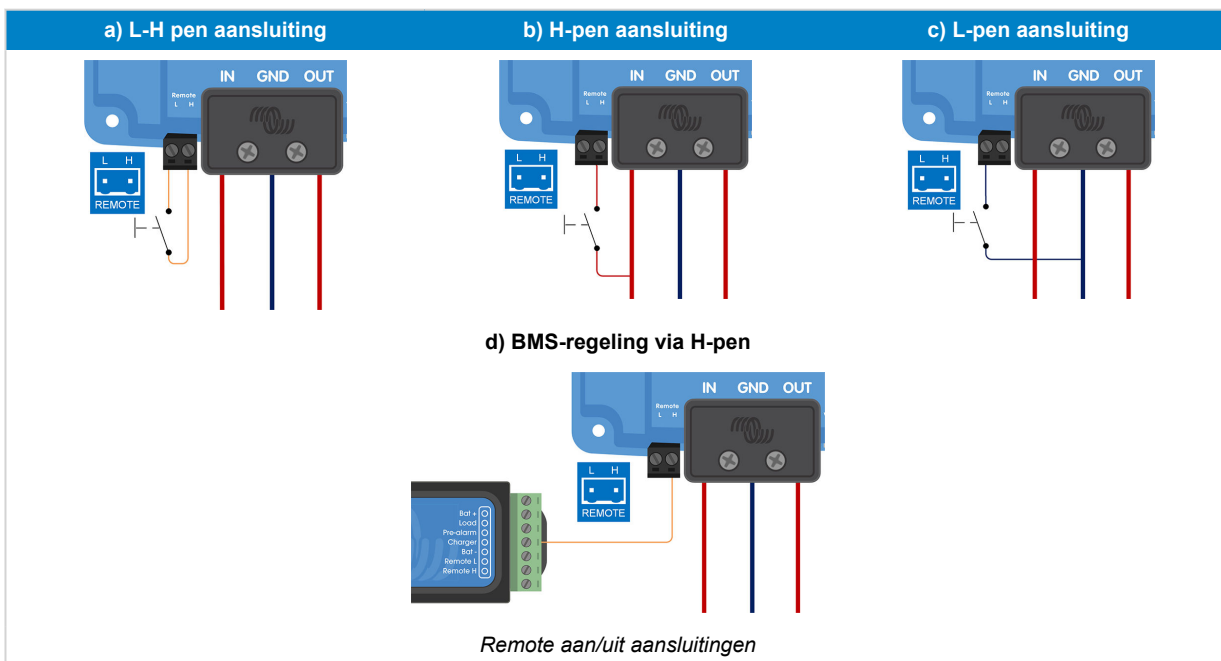 a) L-H pen aansluiting
b) H-pen aansluiting
c) L-pen aansluiting
IN GND OUT
Remote
L H
L H
REMOTE
IN GND OUT
Remote
L H
L H
REMOTE
IN GND OUT
Remote
L H
L H
REMOTE
d) BMS-regeling via H-pen
IN GND OUT
Remote
L H
L H
REMOTE
Bat +
Load
Pre-alarm
Charger
Bat -
Remote L
Remote H
Remote aan/uit aansluitingen